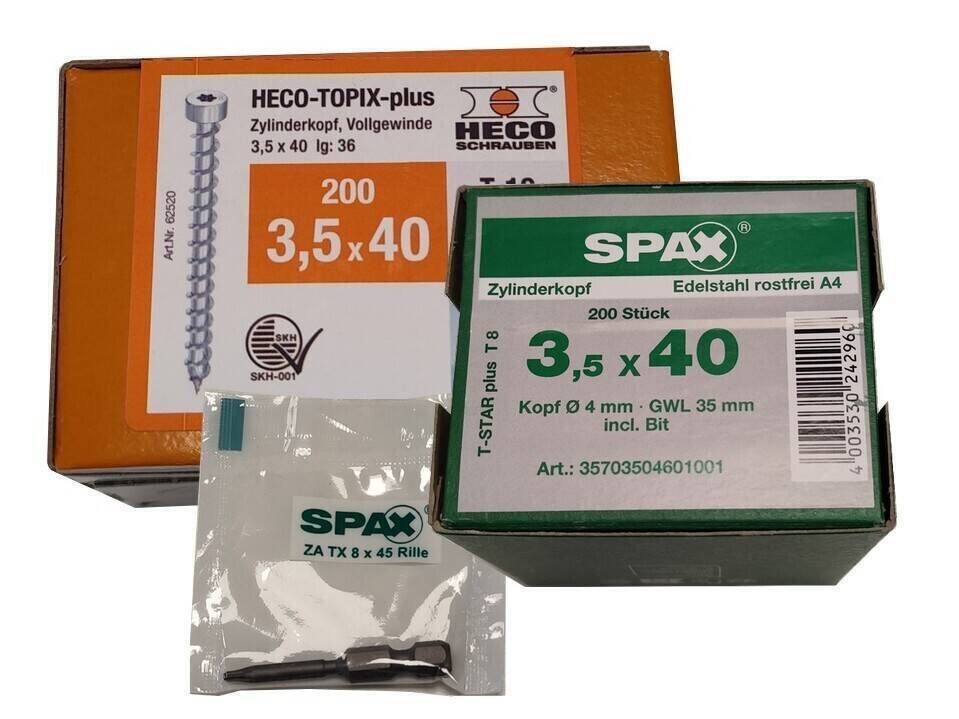 HECO-TOPIX-plus
Zylinderkopf, Vollgewinde
3,5 x 40 lg: 36
HECO
®
SCHRAUBEN
200
3,5 x 40
Art.Nr. 62520
SKH
SKH-001
SPAX®
Zylinderkopf
Edelstahl rostfrei A4
200 Stück
3,5 x 40
T-STAR plus T 8
Kopf Ø 4 mm · GWL 35 mm
incl. Bit
Art.: 35703504601001
4 003530 242960
SPAX®
ZA TX 8 x 45 Rille